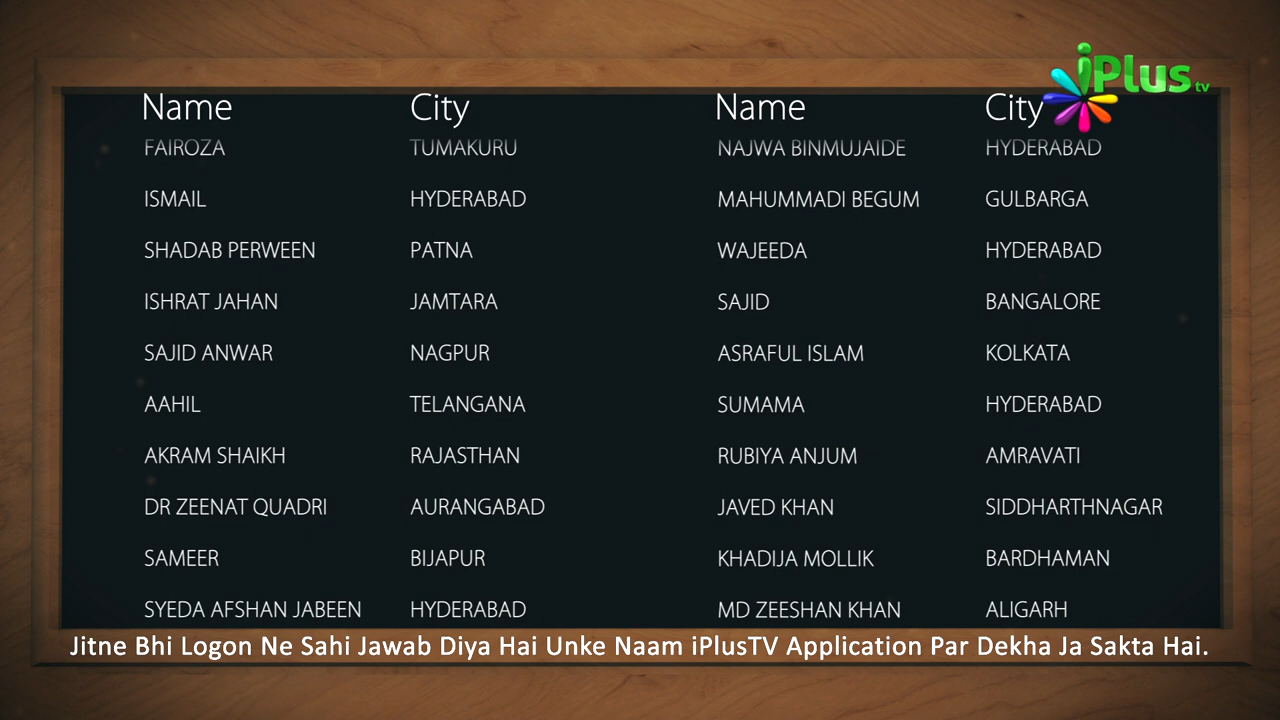 iPlus tv
Name City Name City
FAIROZA TUMAKURU NAJWA BINMUJAIDE HYDERABAD
ISMAIL HYDERABAD MAHUMMADI BEGUM GULBARGA
SHADAB PERWEEN PATNA WAJEEDA HYDERABAD
ISHRAT JAHAN JAMTARA SAJID BANGALORE
SAJID ANWAR NAGPUR ASRAFUL ISLAM KOLKATA
AAHIL TELANGANA SUMAMA HYDERABAD
AKRAM SHAIKH RAJASTHAN RUBIYA ANJUM AMRAVATI
DR ZEENAT QUADRI AURANGABAD JAVED KHAN SIDDHARTHNAGAR
SAMEER BIJAPUR KHADIJA MOLLIK BARDHAMAN
SYEDA AFSHAN JABEEN HYDERABAD MD ZEESHAN KHAN ALIGARH
Jitne Bhi Logon Ne Sahi Jawab Diya Hai Unke Naam iPlusTV Application Par Dekha Ja Sakta Hai.